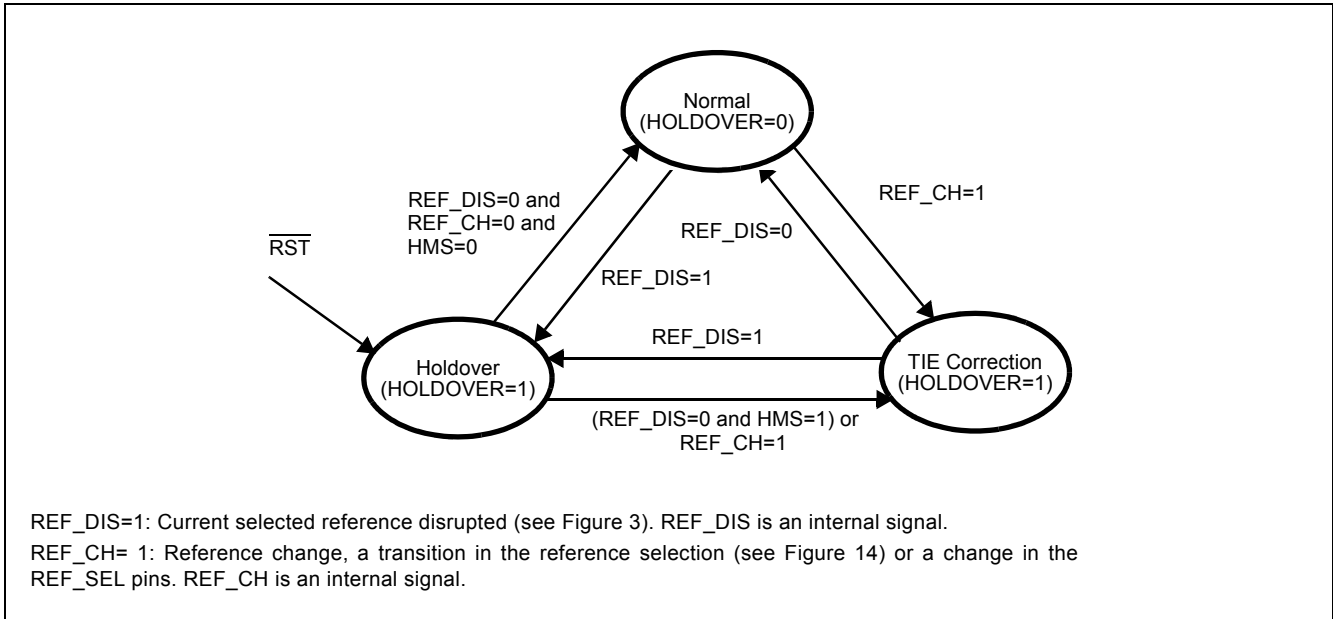 Normal
(HOLDOVER=0)
REF_DIS=0 and
REF_CH=0 and
HMS=0
REF_CH=1
REF_DIS=0
RST
REF_DIS=1
REF_DIS=1
Holdover
(HOLDOVER=1)
TIE Correction
(HOLDOVER=1)
(REF_DIS=0 and HMS=1) or
REF_CH=1
REF_DIS=1: Current selected reference disrupted (see Figure 3). REF_DIS is an internal signal.
REF_CH= 1: Reference change, a transition in the reference selection (see Figure 14) or a change in the
REF_SEL pins. REF_CH is an internal signal.